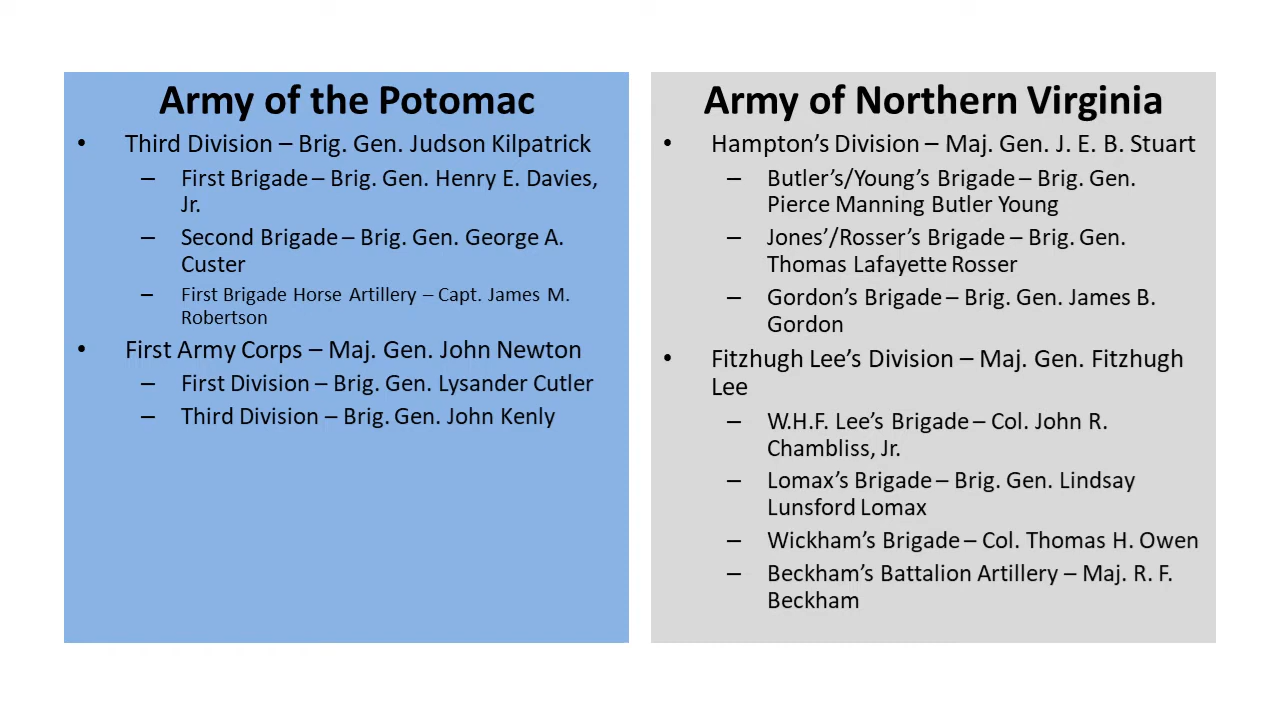 Army of the Potomac
• Third Division – Brig. Gen. Judson Kilpatrick
– First Brigade – Brig. Gen. Henry E. Davies,
Jr.
– Second Brigade – Brig. Gen. George A.
Custer
– First Brigade Horse Artillery – Capt. James M.
Robertson
• First Army Corps – Maj. Gen. John Newton
– First Division – Brig. Gen. Lysander Cutler
– Third Division – Brig. Gen. John Kenly
Army of Northern Virginia
• Hampton’s Division – Maj. Gen. J. E. B. Stuart
– Butler’s/Young’s Brigade – Brig. Gen.
Pierce Manning Butler Young
– Jones’/Rosser’s Brigade – Brig. Gen.
Thomas Lafayette Rosser
– Gordon’s Brigade – Brig. Gen. James B.
Gordon
• Fitzhugh Lee’s Division – Maj. Gen. Fitzhugh
Lee
– W.H.F. Lee’s Brigade – Col. John R.
Chambliss, Jr.
– Lomax’s Brigade – Brig. Gen. Lindsay
Lunsford Lomax
– Wickham’s Brigade – Col. Thomas H. Owen
– Beckham’s Battalion Artillery – Maj. R. F.
Beckham